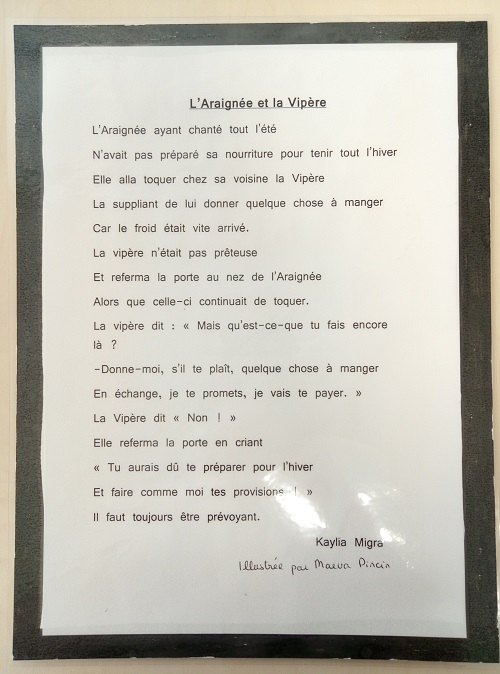 L'Araignée et la Vipère
L'Araignée ayant chanté tout l'été
N'avait pas préparé sa nourriture pour tenir tout l'hiver
Elle alla toquer chez sa voisine la Vipère
La suppliant de lui donner quelque chose à manger
Car le froid était vite arrivé.
La vipère n'était pas prêteuse
Et referma la porte au nez de l'Araignée
Alors que celle-ci continuait de toquer.
La vipère dit : « Mais qu'est-ce-que tu fais encore
là ?
-Donne-moi, s'il te plaît, quelque chose à manger
En échange, je te promets, je vais te payer. »
La Vipère dit « Non ! »
Elle referma la porte en criant
« Tu aurais dû te préparer pour l'hiver
Et faire comme moi tes provisions ! »
Il faut toujours être prévoyant.
Kaylia Migra
Illustrée par Maeva